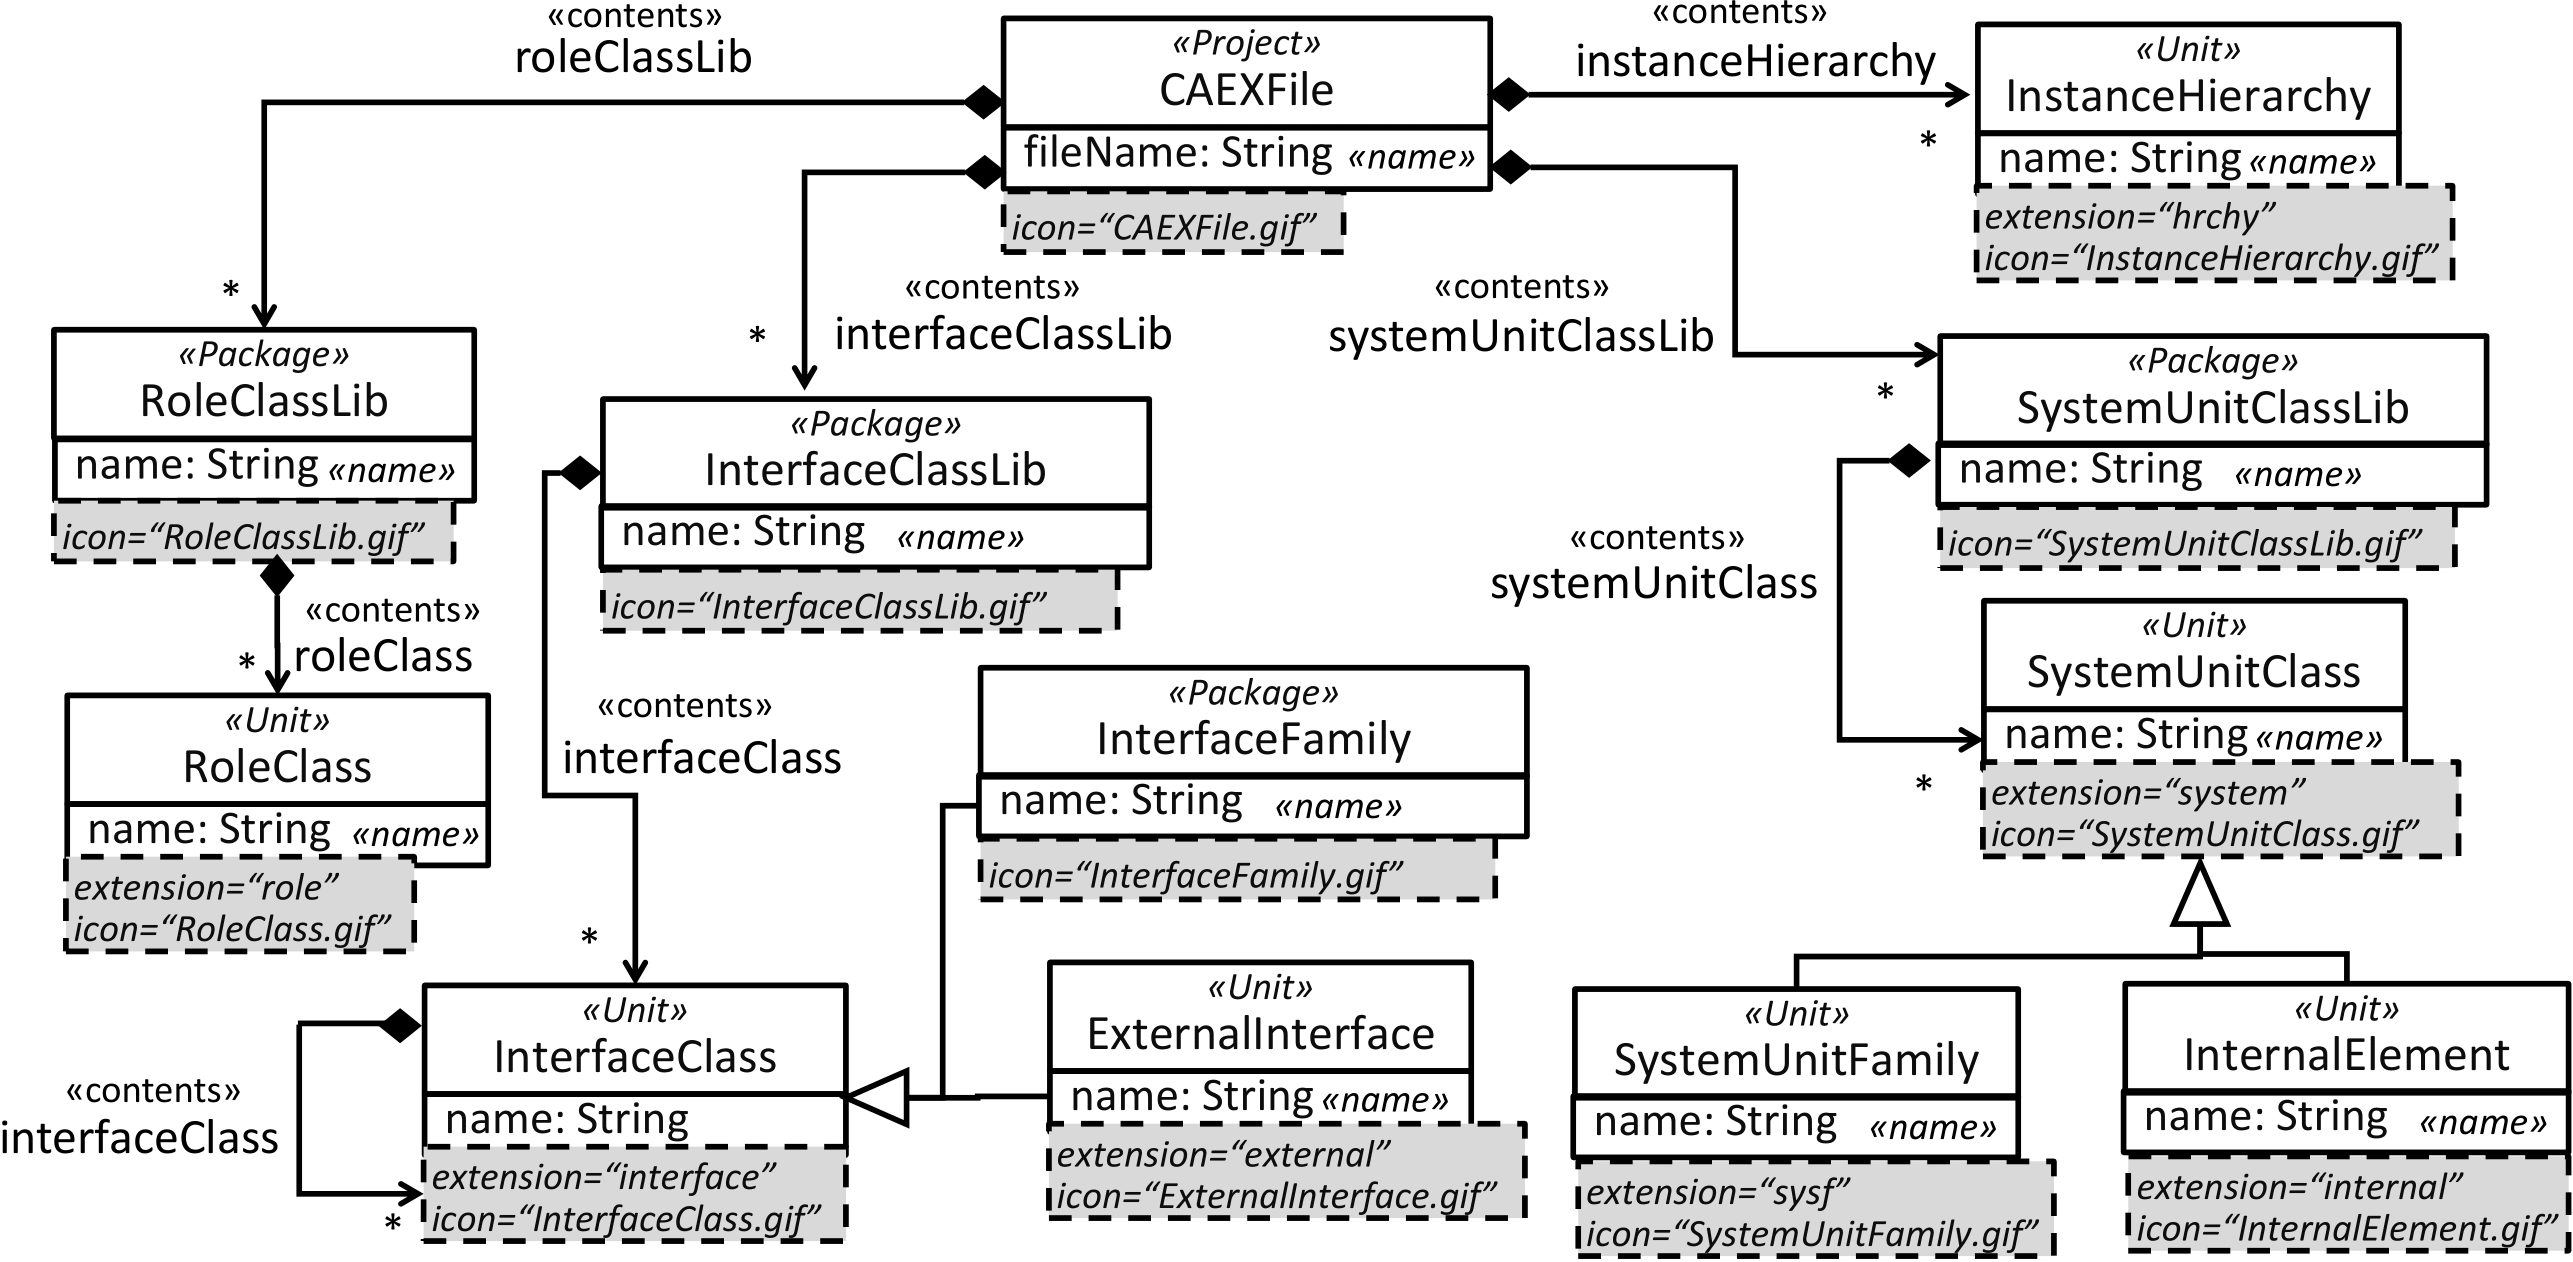 «contents»
roleClassLib
«Project»
CAEXFile
fileName: String «name»
icon=“CAEXFile.gif”
«contents»
instanceHierarchy
*
«Unit»
InstanceHierarchy
name: String «name»
extension=“hrchy”
icon=“InstanceHierarchy.gif”
*
«contents»
interfaceClassLib
*
«contents»
systemUnitClassLib
*
«Package»
RoleClassLib
name: String «name»
icon=“RoleClassLib.gif”
«Package»
InterfaceClassLib
name: String «name»
icon=“InterfaceClassLib.gif”
«Package»
SystemUnitClassLib
name: String «name»
icon=“SystemUnitClassLib.gif”
«contents»
roleClass
*
«contents»
systemUnitClass
*
«Unit»
RoleClass
name: String «name»
extension=“role”
icon=“RoleClass.gif”
«contents»
interfaceClass
*
«Package»
InterfaceFamily
name: String «name»
icon=“InterfaceFamily.gif”
«Unit»
SystemUnitClass
name: String «name»
extension=“system”
icon=“SystemUnitClass.gif”
«contents»
interfaceClass
*
«Unit»
InterfaceClass
name: String
extension=“interface”
icon=“InterfaceClass.gif”
«Unit»
ExternalInterface
name: String «name»
extension=“external”
icon=“ExternalInterface.gif”
«Unit»
SystemUnitFamily
name: String «name»
extension=“sysf”
icon=“SystemUnitFamily.gif”
«Unit»
InternalElement
name: String «name»
extension=“internal”
icon=“InternalElement.gif”